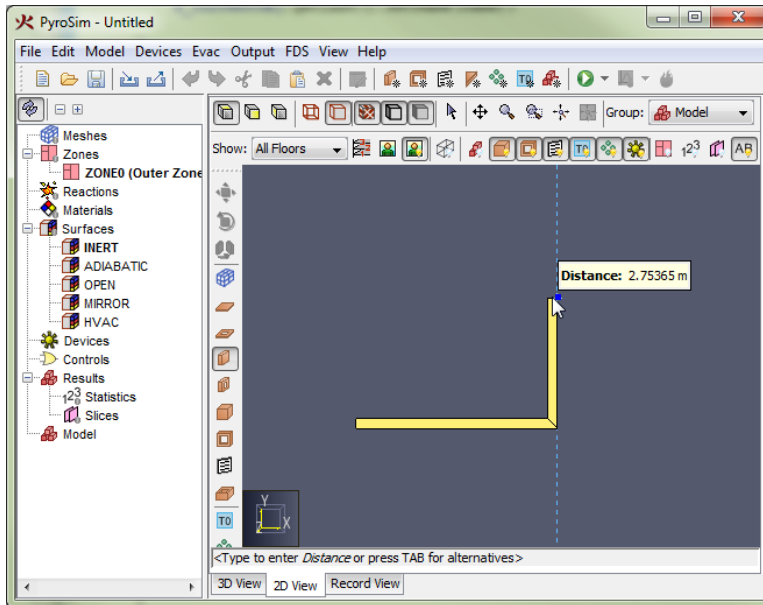 PyroSim - Untitled
File Edit Model Devices Evac Output FDS View Help
Group: Model
Show: All Floors
Meshes
Zones
ZONE0 (Outer Zone
Reactions
Materials
Surfaces
INERT
ADIABATIC
OPEN
MIRROR
HVAC
Devices
Controls
Results
Statistics
Slices
Model
Distance: 2.75365 m
Y
Z X
<Type to enter Distance or press TAB for alternatives>
3D View 2D View Record View